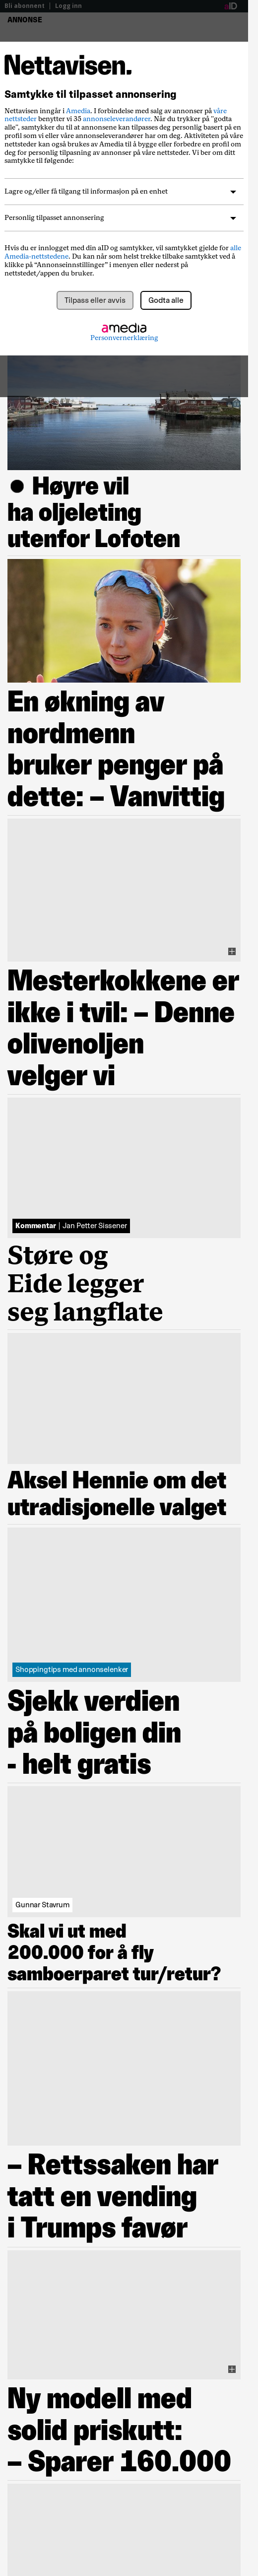 Bli abonnent | Logg inn
aID
ANNONSE
Nettavisen.
Samtykke til tilpasset annonsering
Nettavisen inngår i Amedia. I forbindelse med salg av annonser på våre
nettsteder benytter vi 35 annonseleverandører. Når du trykker på "godta
alle", samtykker du til at annonsene kan tilpasses deg personlig basert på en
profil som vi eller våre annonseleverandører har om deg. Aktiviteten på våre
nettsteder kan også brukes av Amedia til å bygge eller forbedre en profil om
deg for personlig tilpasning av annonser på våre nettsteder. Vi ber om ditt
samtykke til følgende:
Lagre og/eller få tilgang til informasjon på en enhet
Personlig tilpasset annonsering
Hvis du er innlogget med din aID og samtykker, vil samtykket gjelde for alle
Amedia-nettstedene. Du kan når som helst trekke tilbake samtykket ved å
klikke på “Annonseinnstillinger” i menyen eller nederst på
nettstedet/appen du bruker.
Tilpass eller avvis
Godta alle
amedia
Personvernerklæring
● Høyre vil
ha oljeleting
utenfor Lofoten
En økning av
nordmenn
bruker penger på
dette: – Vanvittig
Mesterkokkene er
ikke i tvil: – Denne
olivenoljen
velger vi
Kommentar | Jan Petter Sissener
Støre og
Eide legger
seg langflate
Aksel Hennie om det
utradisjonelle valget
Shoppingtips med annonselenker
Sjekk verdien
på boligen din
- helt gratis
Gunnar Stavrum
Skal vi ut med
200.000 for å fly
samboerparet tur/retur?
– Rettssaken har
tatt en vending
i Trumps favør
Ny modell med
solid priskutt:
– Sparer 160.000